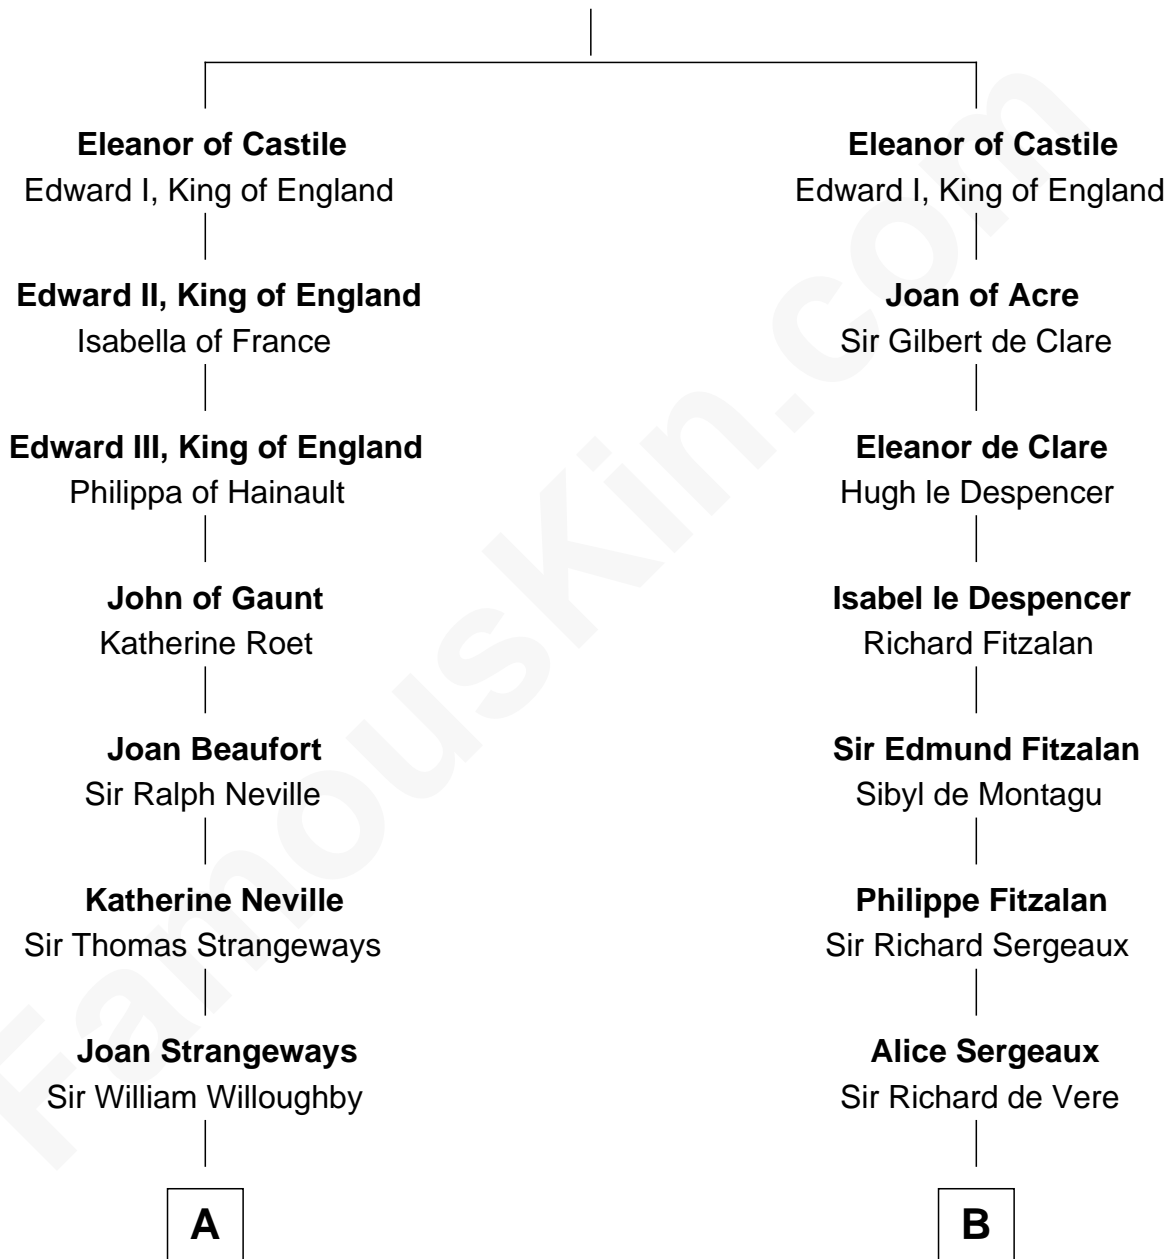 Eleanor of Castile
Edward I, King of England
Edward II, King of England
Isabella of France
Edward III, King of England
Philippa of Hainault
John of Gaunt
Katherine Roet
Joan Beaufort
Sir Ralph Neville
Katherine Neville
Sir Thomas Strangeways
Joan Strangeways
Sir William Willoughby
A
Eleanor of Castile
Edward I, King of England
Joan of Acre
Sir Gilbert de Clare
Eleanor de Clare
Hugh le Despencer
Isabel le Despencer
Richard Fitzalan
Sir Edmund Fitzalan
Sibyl de Montagu
Philippe Fitzalan
Sir Richard Sergeaux
Alice Sergeaux
Sir Richard de Vere
B
FamousKin.com